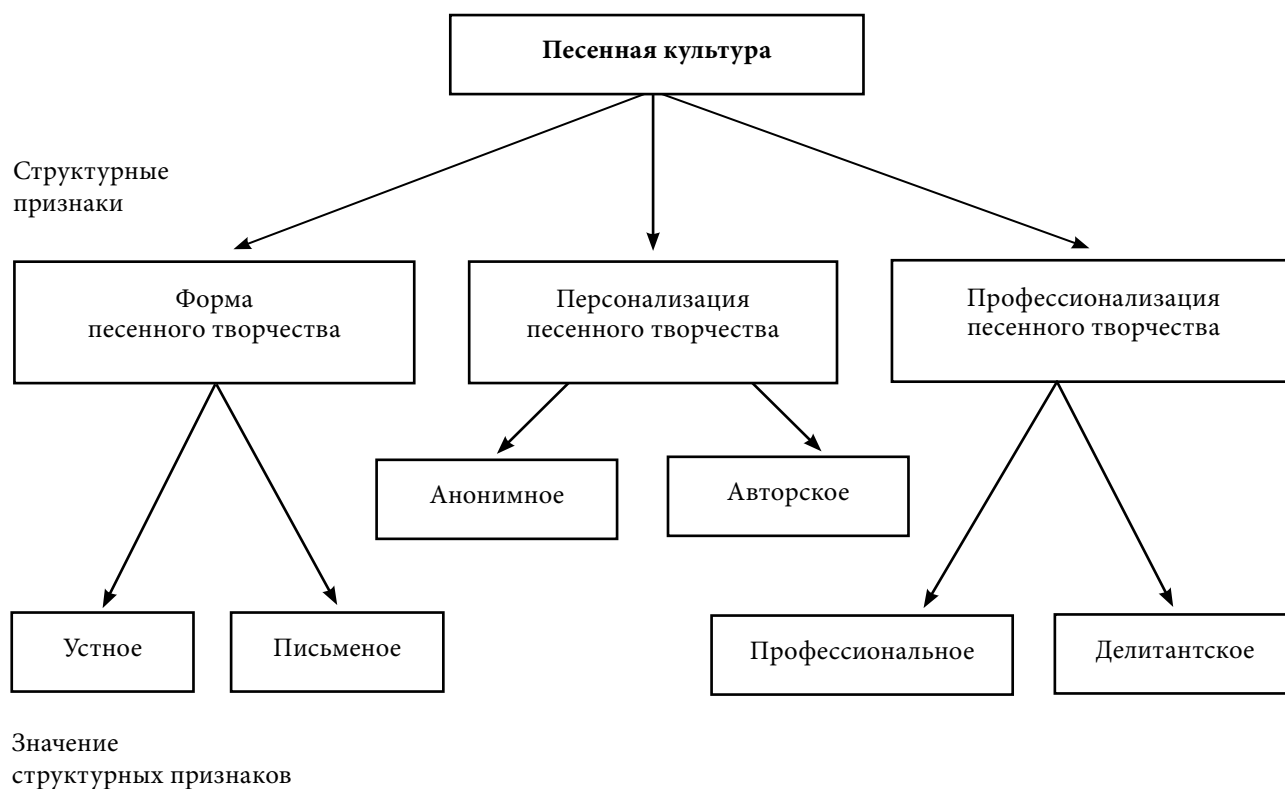 Песенная культура
Структурные
признаки
Форма
песенного творчества
Персонализация
песенного творчества
Профессионализация
песенного творчества
Анонимное
Авторское
Устное
Письменое
Профессиональное
Делитантское
Значение
структурных признаков